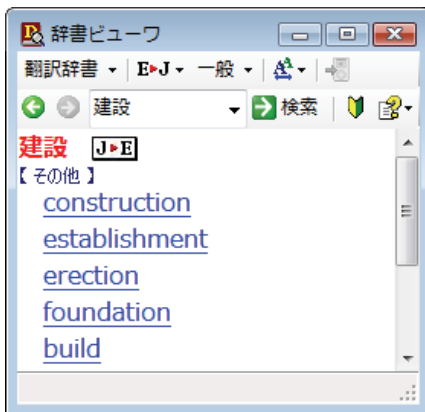 辞書ビューワ
翻訳辞書 E▸J 一般
建設 検索
建設 J▸E
【 その他 】
construction
establishment
erection
foundation
build